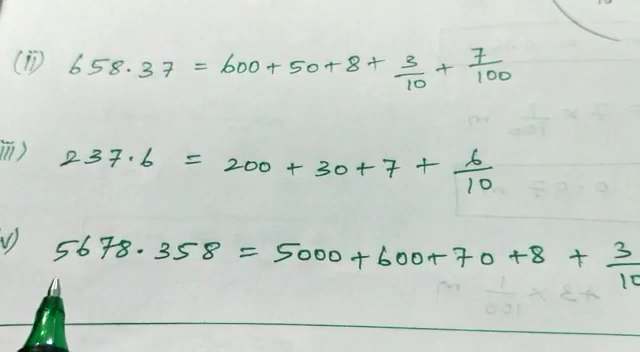 (ii) 658.37 = 600 + 50 + 8 + 3/10 + 7/100
iii) 237.6 = 200 + 30 + 7 + 6/10
v) 5678.358 = 5000 + 600 + 70 + 8 + 3/10